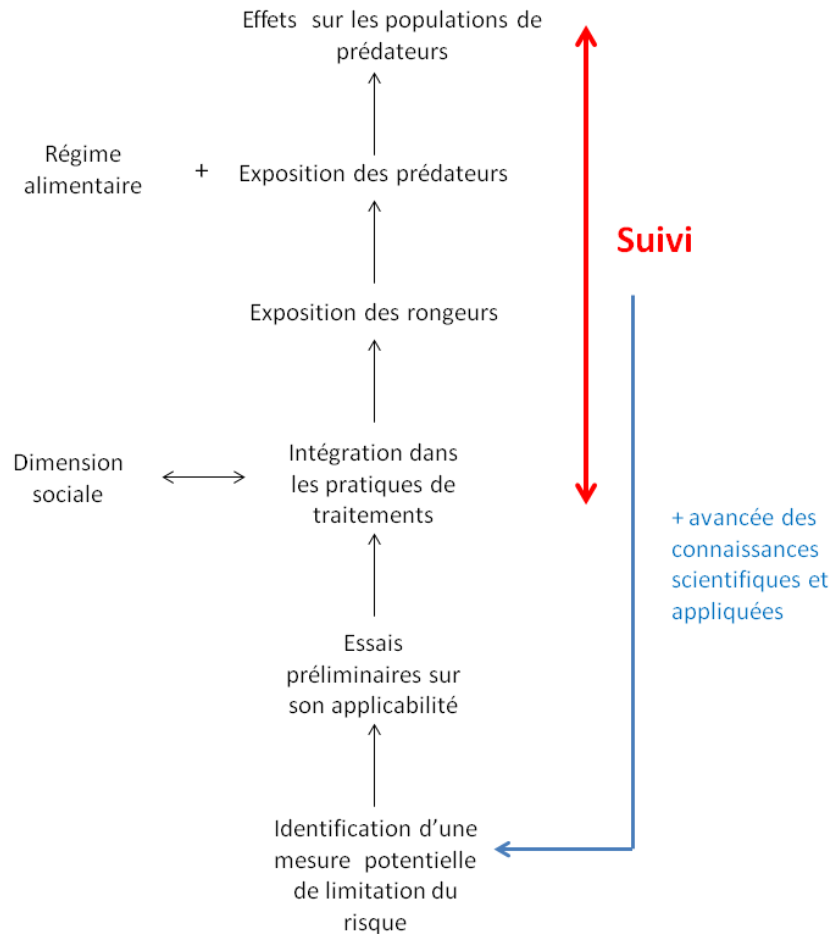 Effets sur les populations de
prédateurs
Régime
alimentaire
+
Exposition des prédateurs
Suivi
Exposition des rongeurs
Dimension
sociale
Intégration dans
les pratiques de
traitements
+ avancée des
connaissances
scientifiques et
appliquées
Essais
préliminaires sur
son applicabilité
Identification d’une
mesure potentielle
de limitation du
risque